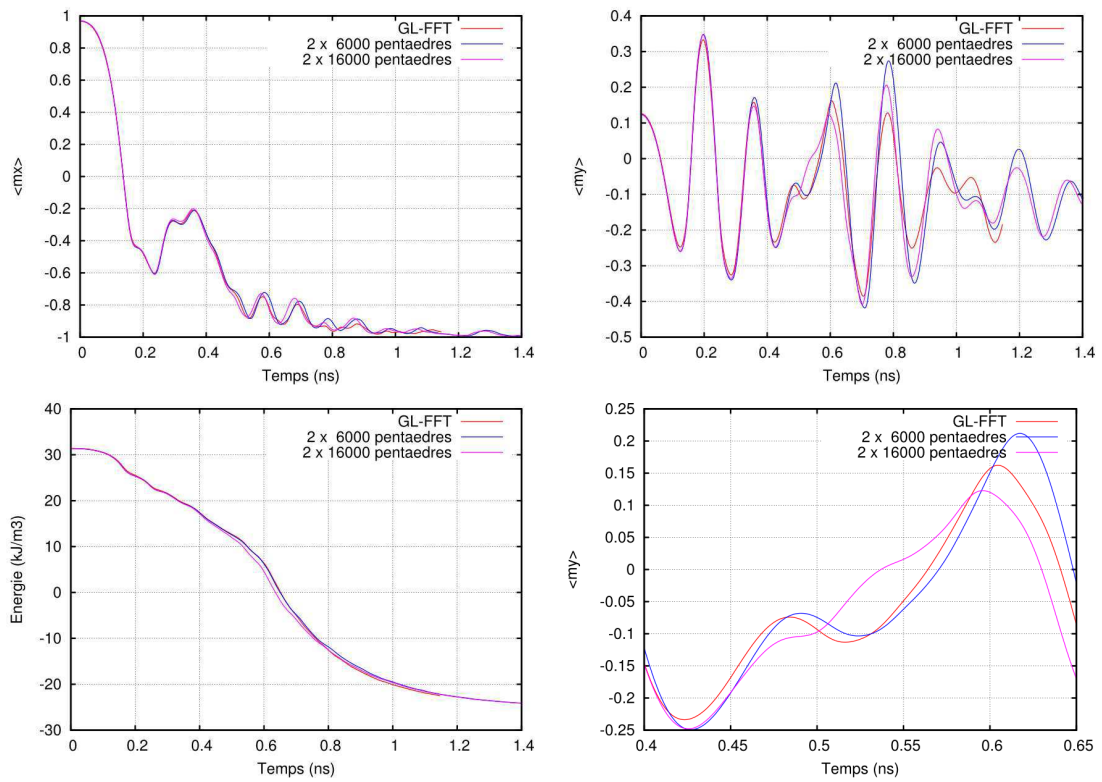 1
0.8
0.6
0.4
0.2
0
-0.2
-0.4
-0.6
-0.8
-1
<mx>
GL-FFT
2 x 6000 pentaedres
2 x 16000 pentaedres
0 0.2 0.4 0.6 0.8 1 1.2 1.4
Temps (ns)
0.4
0.3
0.2
0.1
0
-0.1
-0.2
-0.3
-0.4
-0.5
<my>
GL-FFT
2 x 6000 pentaedres
2 x 16000 pentaedres
0 0.2 0.4 0.6 0.8 1 1.2 1.4
Temps (ns)
40
30
20
10
0
-10
-20
-30
Energie (kJ/m3)
GL-FFT
2 x 6000 pentaedres
2 x 16000 pentaedres
0 0.2 0.4 0.6 0.8 1 1.2 1.4
Temps (ns)
0.25
0.2
0.15
0.1
0.05
0
-0.05
-0.1
-0.15
-0.2
-0.25
<my>
GL-FFT
2 x 6000 pentaedres
2 x 16000 pentaedres
0.4 0.45 0.5 0.55 0.6 0.65
Temps (ns)